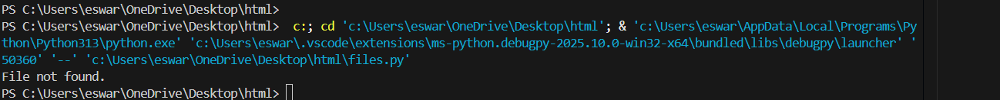 PS C:\Users\eswar\OneDrive\Desktop\html>
PS C:\Users\eswar\OneDrive\Desktop\html>  c:; cd 'c:\Users\eswar\OneDrive\Desktop\html'; & 'c:\Users\eswar\AppData\Local\Programs\Py
thon\Python313\python.exe' 'c:\Users\eswar\.vscode\extensions\ms-python.debugpy-2025.10.0-win32-x64\bundled\libs\debugpy\launcher' '
50360' '--' 'c:\Users\eswar\OneDrive\Desktop\html\files.py'
File not found.
PS C:\Users\eswar\OneDrive\Desktop\html>